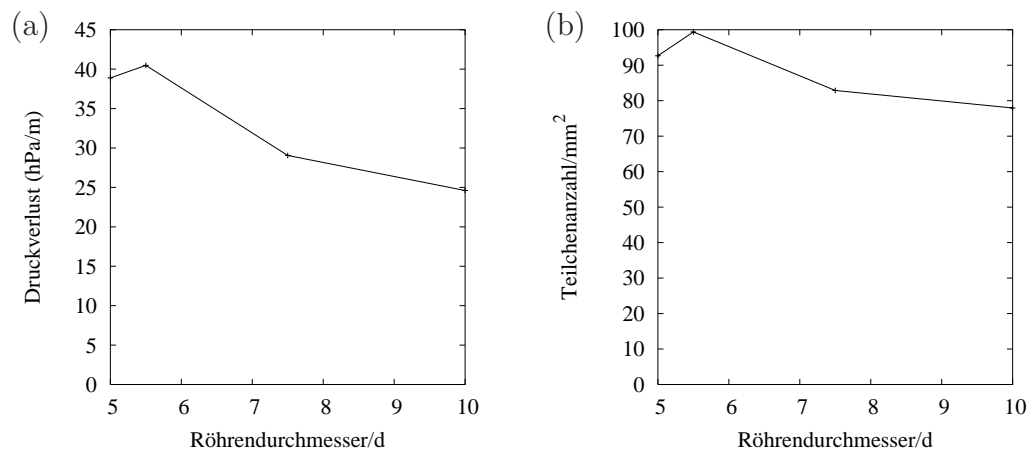 (a)
Druckverlust (hPa/m)
45
40
35
30
25
20
15
10
5
0
5 6 7 8 9 10
Röhrendurchmesser/d
(b)
Teilchenanzahl/mm²
100
90
80
70
60
50
40
30
20
10
0
5 6 7 8 9 10
Röhrendurchmesser/d